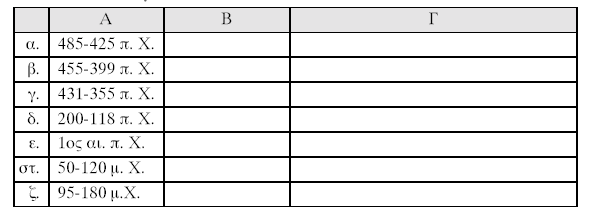 Α Β Γ
α. 485-425 π. Χ.
β. 455-399 π. Χ.
γ. 431-355 π. Χ.
δ. 200-118 π. Χ.
ε. 1ος αι. π. Χ.
στ. 50-120 μ. Χ.
ζ. 95-180 μ.Χ.